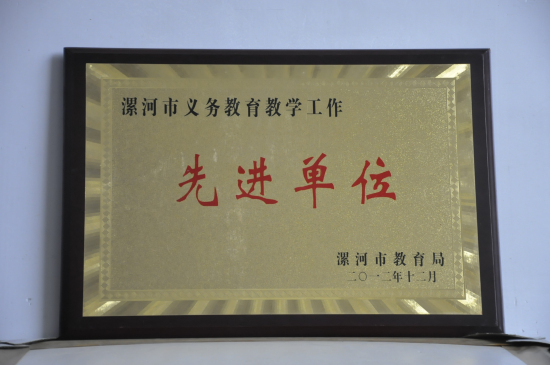 漯河市义务教育教学工作
先进单位
漯河市教育局
二〇一二年十二月